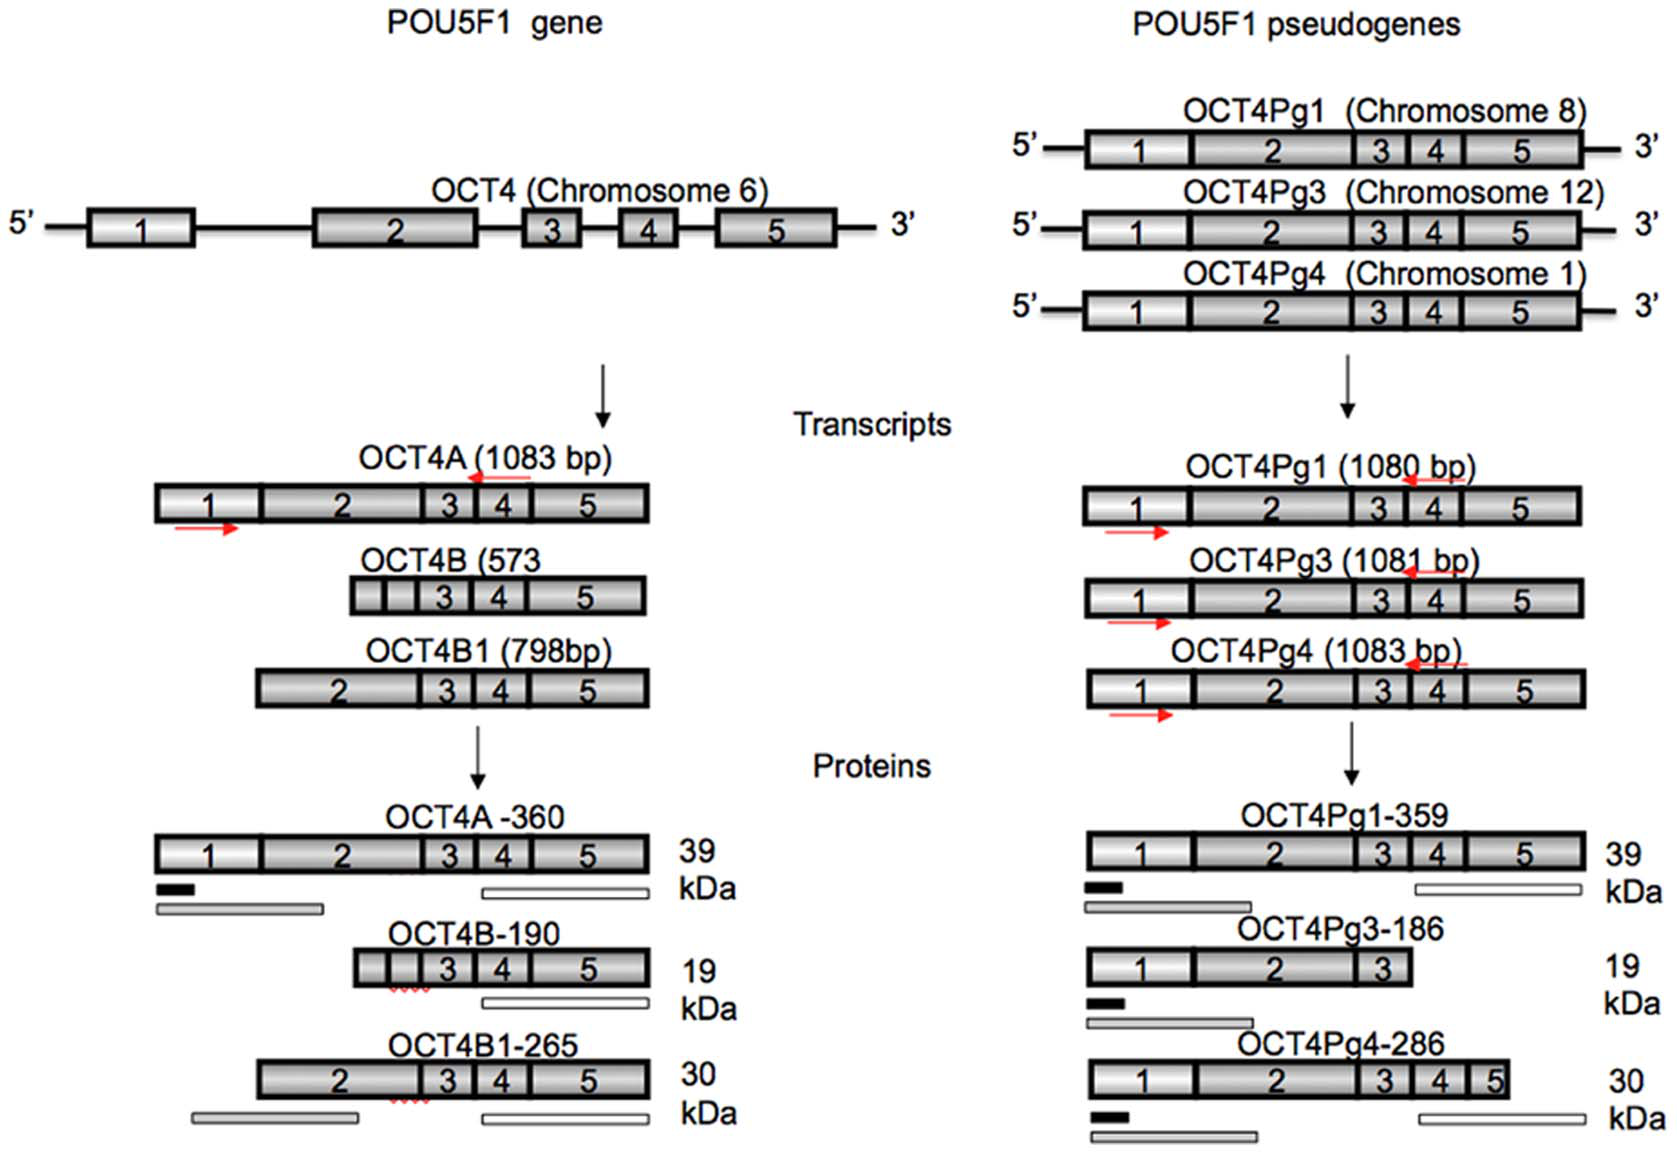 POU5F1 gene
POU5F1 pseudogenes
OCT4 (Chromosome 6)
5’ 1 2 3 4 5 3’
OCT4Pg1 (Chromosome 8)
5’ 1 2 3 4 5 3’
OCT4Pg3 (Chromosome 12)
5’ 1 2 3 4 5 3’
OCT4Pg4 (Chromosome 1)
5’ 1 2 3 4 5 3’
Transcripts
OCT4A (1083 bp)
1 2 3 4 5
OCT4B (573
3 4 5
OCT4B1 (798bp)
2 3 4 5
OCT4Pg1 (1080 bp)
1 2 3 4 5
OCT4Pg3 (1081 bp)
1 2 3 4 5
OCT4Pg4 (1083 bp)
1 2 3 4 5
Proteins
OCT4A -360
1 2 3 4 5 39
kDa
OCT4B-190
3 4 5 19
kDa
OCT4B1-265
2 3 4 5 30
kDa
OCT4Pg1-359
1 2 3 4 5 39
kDa
OCT4Pg3-186
1 2 3 19
kDa
OCT4Pg4-286
1 2 3 4 5 30
kDa